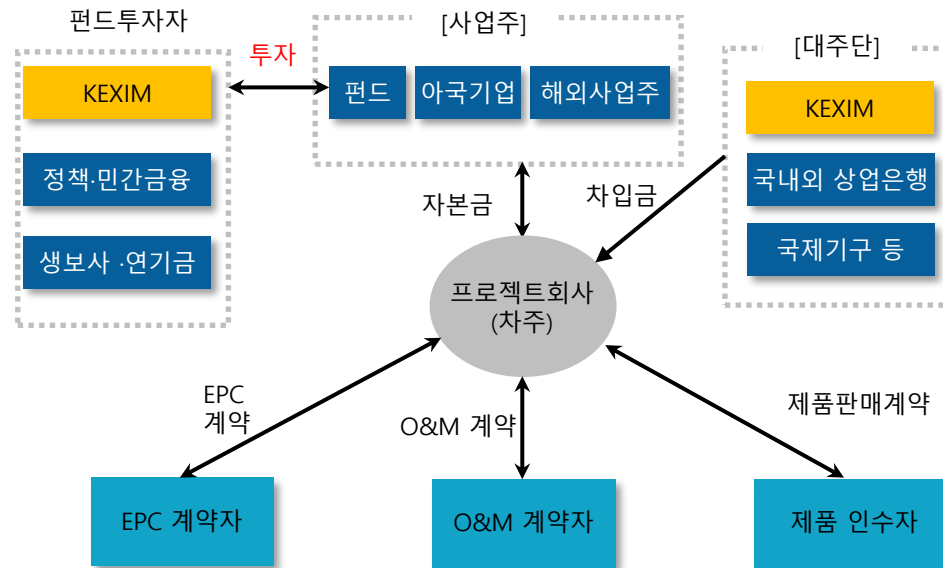 펀드투자자
[사업주]
[대주단]
투자
KEXIM
펀드
아국기업
해외사업주
KEXIM
정책·민간금융
국내외 상업은행
생보사 ·연기금
자본금
차입금
국제기구 등
프로젝트회사
(차주)
EPC
계약
O&M 계약
제품판매계약
EPC 계약자
O&M 계약자
제품 인수자